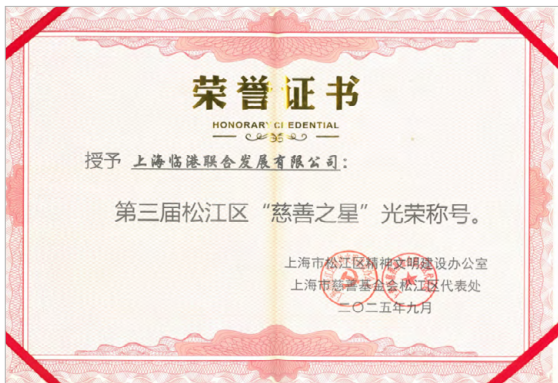 荣誉证书
HONORARY CREDENTIAL
授予 上海临港联合发展有限公司：
第三届松江区“慈善之星”光荣称号。
上海市松江区精神文明建设办公室
上海市慈善基金会松江区代表处
二〇二五年九月